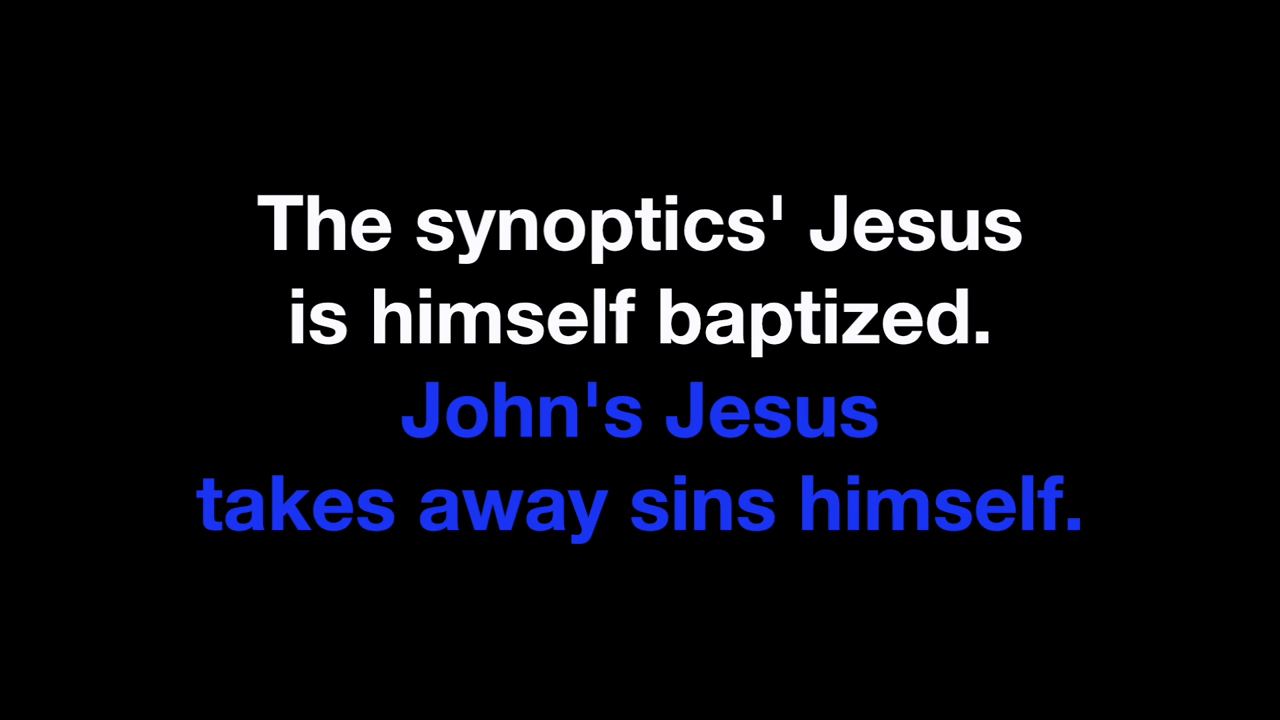 The synoptics' Jesus
is himself baptized.
John's Jesus
takes away sins himself.